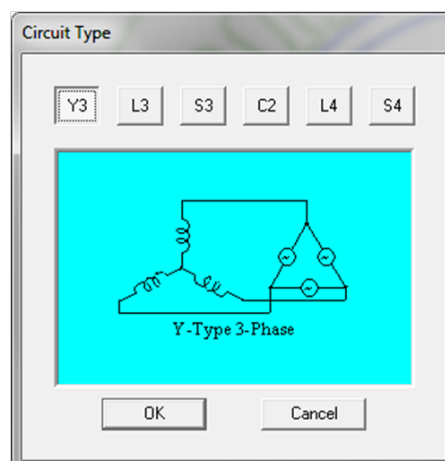 Circuit Type
Y3 L3 S3 C2 L4 S4
Y-Type 3-Phase
OK Cancel